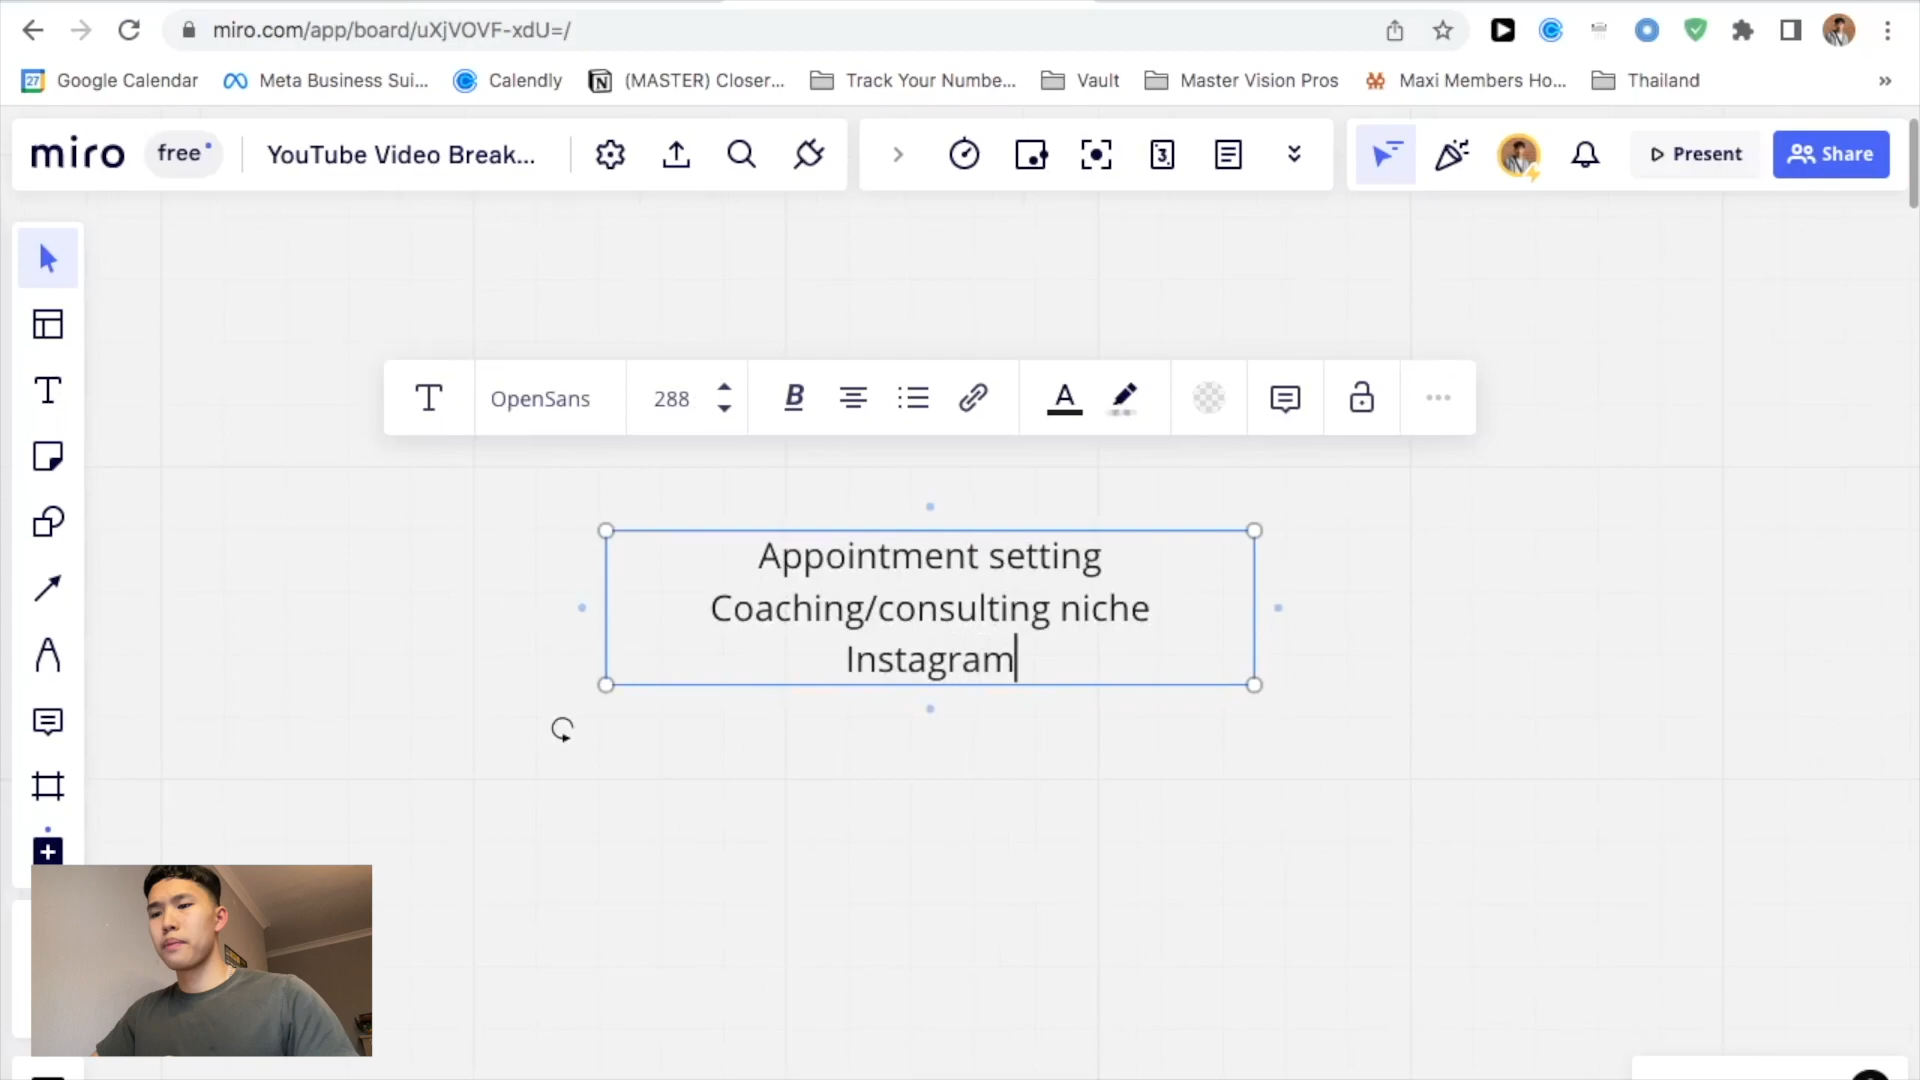 miro.com/app/board/uXjVOVF-xdU=/
27 Google Calendar Meta Business Sui... Calendly (MASTER) Closer... Track Your Numbe... Vault Master Vision Pros Maxi Members Ho... Thailand »
miro free YouTube Video Break... 3 Present Share
OpenSans 288 B A
Appointment setting
Coaching/consulting niche
Instagram